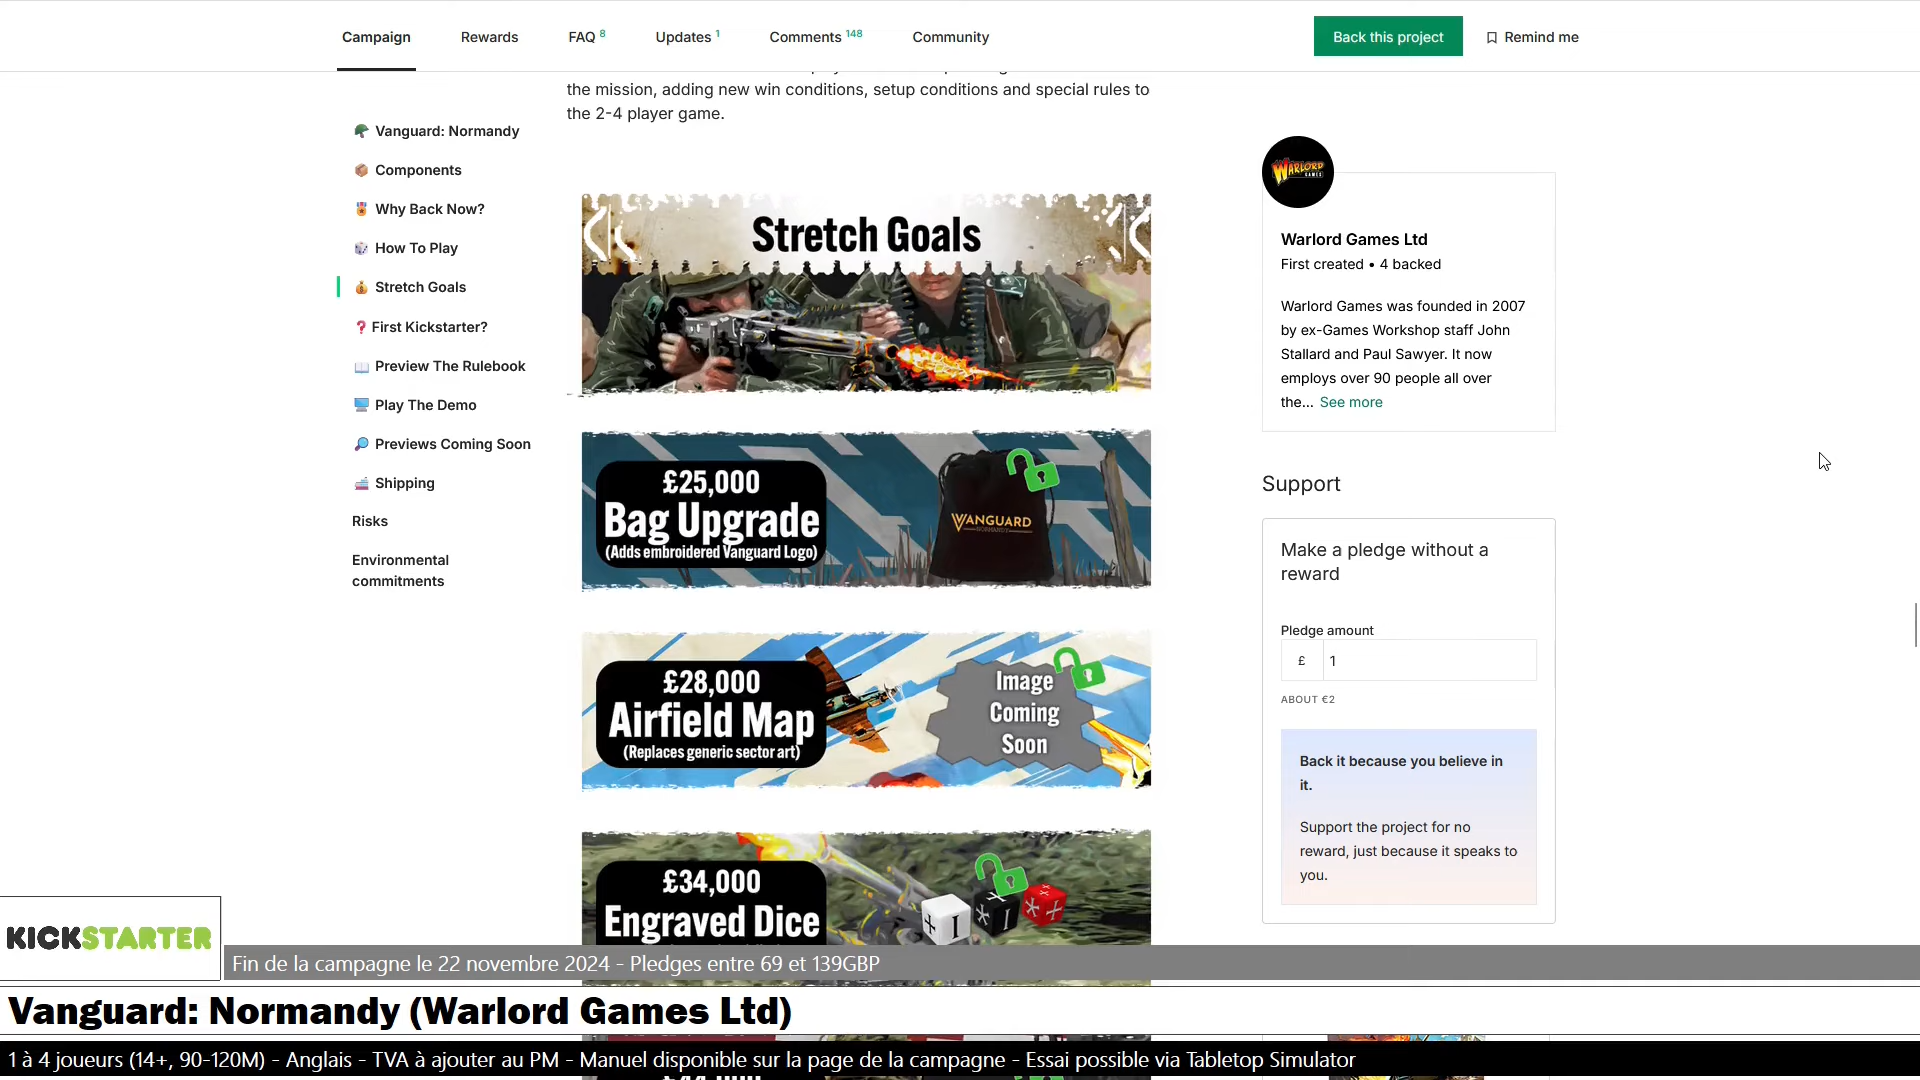 Campaign
Rewards
FAQ 8
Updates 1
Comments 148
Community
Back this project
Remind me
the mission, adding new win conditions, setup conditions and special rules to
the 2-4 player game.
Vanguard: Normandy
Components
Why Back Now?
How To Play
Stretch Goals
First Kickstarter?
Preview The Rulebook
Play The Demo
Previews Coming Soon
Shipping
Risks
Environmental
commitments
Stretch Goals
£25,000
Bag Upgrade
(Adds embroidered Vanguard Logo)
VANGUARD
NORMANDY
£28,000
Airfield Map
(Replaces generic sector art)
Image
Coming
Soon
£34,000
Engraved Dice
WARLORD
GAMES
Warlord Games Ltd
First created • 4 backed
Warlord Games was founded in 2007
by ex-Games Workshop staff John
Stallard and Paul Sawyer. It now
employs over 90 people all over
the... See more
Support
Make a pledge without a
reward
Pledge amount
£ 1
ABOUT €2
Back it because you believe in
it.
Support the project for no
reward, just because it speaks to
you.
KICKSTARTER
Fin de la campagne le 22 novembre 2024 - Pledges entre 69 et 139GBP
Vanguard: Normandy (Warlord Games Ltd)
1 à 4 joueurs (14+, 90-120M) - Anglais - TVA à ajouter au PM - Manuel disponible sur la page de la campagne - Essai possible via Tabletop Simulator